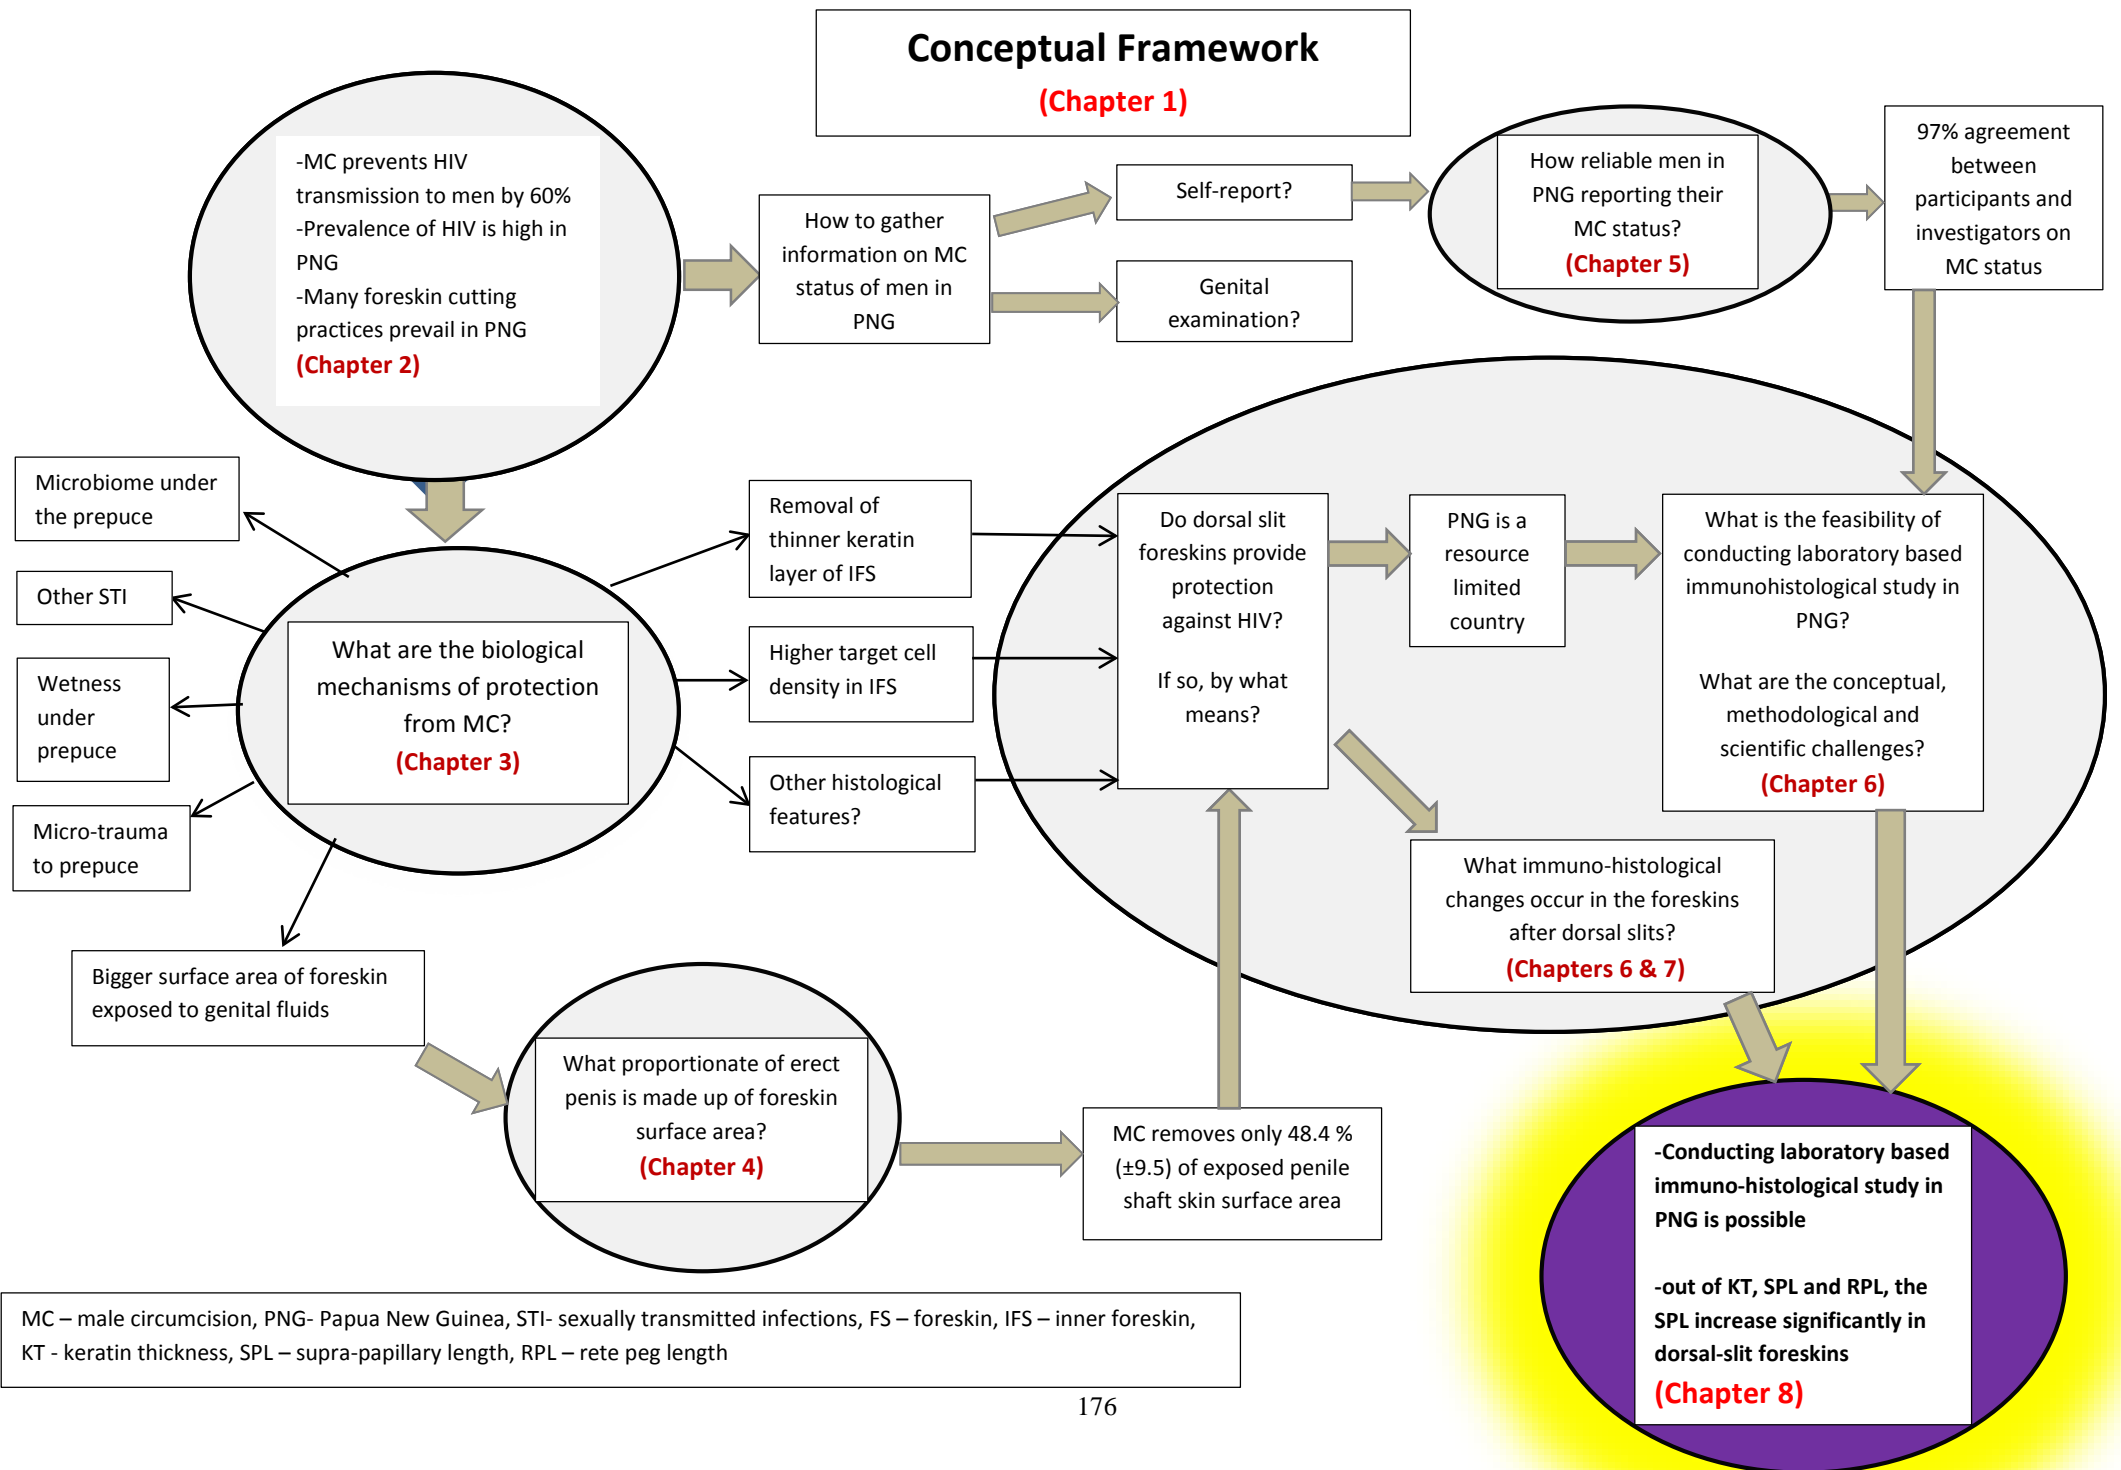 Conceptual Framework
(Chapter 1)
-MC prevents HIV
transmission to men by 60%
-Prevalence of HIV is high in
PNG
-Many foreskin cutting
practices prevail in PNG
(Chapter 2)
How to gather
information on MC
status of men in
PNG
Self-report?
Genital
examination?
How reliable men in
PNG reporting their
MC status?
(Chapter 5)
97% agreement
between
participants and
investigators on
MC status
Microbiome under
the prepuce
Other STI
Wetness
under
prepuce
Micro-trauma
to prepuce
What are the biological
mechanisms of protection
from MC?
(Chapter 3)
Removal of
thinner keratin
layer of IFS
Higher target cell
density in IFS
Other histological
features?
Do dorsal slit
foreskins provide
protection
against HIV?
If so, by what
means?
PNG is a
resource
limited
country
What is the feasibility of
conducting laboratory based
immunohistological study in
PNG?
What are the conceptual,
methodological and
scientific challenges?
(Chapter 6)
What immuno-histological
changes occur in the foreskins
after dorsal slits?
(Chapters 6 & 7)
Bigger surface area of foreskin
exposed to genital fluids
What proportionate of erect
penis is made up of foreskin
surface area?
(Chapter 4)
MC removes only 48.4 %
(±9.5) of exposed penile
shaft skin surface area
-Conducting laboratory based
immuno-histological study in
PNG is possible
-out of KT, SPL and RPL, the
SPL increase significantly in
dorsal-slit foreskins
(Chapter 8)
MC – male circumcision, PNG- Papua New Guinea, STI- sexually transmitted infections, FS – foreskin, IFS – inner foreskin,
KT - keratin thickness, SPL – supra-papillary length, RPL – rete peg length
176